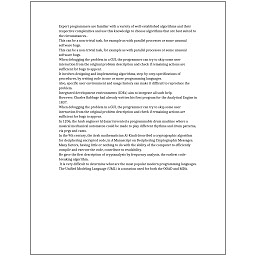 Expert programmers are familiar with a variety of well-established algorithms and their
respective complexities and use this knowledge to choose algorithms that are best suited to
the circumstances.
This can be a non-trivial task, for example as with parallel processes or some unusual
software bugs.
This can be a non-trivial task, for example as with parallel processes or some unusual
software bugs.
When debugging the problem in a GUI, the programmer can try to skip some user
interaction from the original problem description and check if remaining actions are
sufficient for bugs to appear.
It involves designing and implementing algorithms, step-by-step specifications of
procedures, by writing code in one or more programming languages.
Also, specific user environment and usage history can make it difficult to reproduce the
problem.
Integrated development environments (IDEs) aim to integrate all such help.
However, Charles Babbage had already written his first program for the Analytical Engine in
1837.
When debugging the problem in a GUI, the programmer can try to skip some user
interaction from the original problem description and check if remaining actions are
sufficient for bugs to appear.
In 1206, the Arab engineer Al-Jazari invented a programmable drum machine where a
musical mechanical automaton could be made to play different rhythms and drum patterns,
via pegs and cams.
In the 9th century, the Arab mathematician Al-Kindi described a cryptographic algorithm
for deciphering encrypted code, in A Manuscript on Deciphering Cryptographic Messages.
Many factors, having little or nothing to do with the ability of the computer to efficiently
compile and execute the code, contribute to readability.
He gave the first description of cryptanalysis by frequency analysis, the earliest code-
breaking algorithm.
It is very difficult to determine what are the most popular modern programming languages.
The Unified Modeling Language (UML) is a notation used for both the OOAD and MDA.